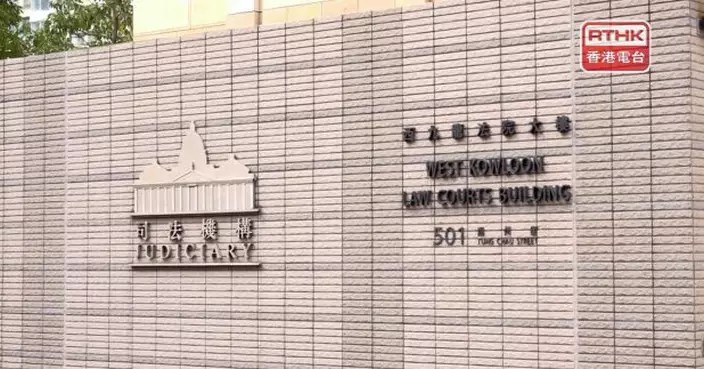 RTHK
香港電台
司法機構
JUDICIARY
西九龍法院大樓
WEST KOWLOON
LAW COURTS BUILDING
501 通州街
TUNG CHAU STREET